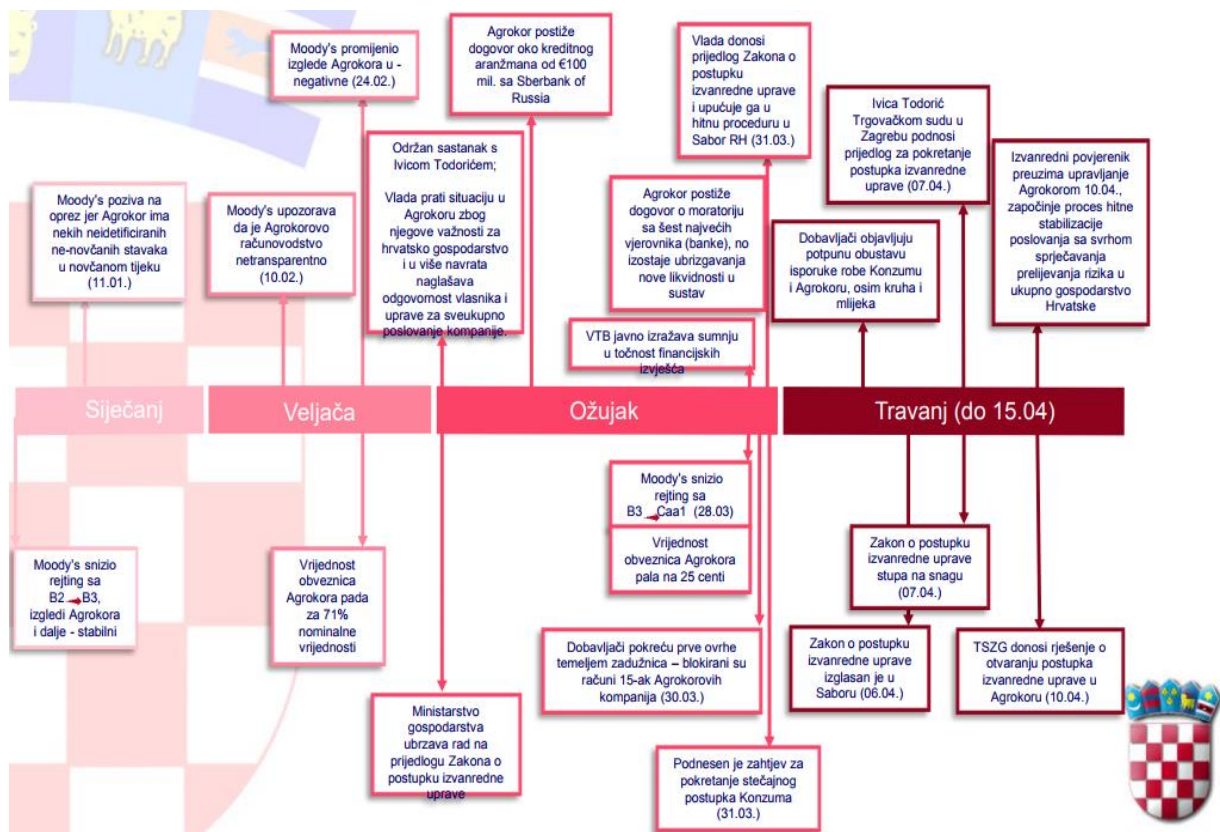 Moody's promijenio
izglede Agrokora u -
negativne (24.02.)
Agrokor postiže
dogovor oko kreditnog
aranžmana od €100
mil. sa Sberbank of
Russia
Vlada donosi
prijedlog Zakona o
postupku
izvanredne uprave
i upućuje ga u
hitnu proceduru u
Sabor RH (31.03.)
Ivica Todorić
Trgovačkom sudu u
Zagrebu podnosi
prijedlog za pokretanje
postupka izvanredne
uprave (07.04.)
Izvanredni povjerenik
preuzima upravljanje
Agrokorom 10.04.,
započinje proces hitne
stabilizacije
poslovanja sa svrhom
sprječavanja
prelijevanja rizika u
ukupno gospodarstvo
Hrvatske
Moody's poziva na
oprez jer Agrokor ima
nekih neidetificiranih
ne-novčanih stavaka
u novčanom tijeku
(11.01.)
Moody's upozorava
da je Agrokorovo
računovodstvo
netransparentno
(10.02.)
Održan sastanak s
Ivicom Todorićem;
Vlada prati situaciju u
Agrokoru zbog
njegove važnosti za
hrvatsko gospodarstvo
i u više navrata
naglašava
odgovornost vlasnika i
uprave za sveukupno
poslovanje kompanije.
Agrokor postiže
dogovor o moratoriju
sa šest najvećih
vjerovnika (banke), no
izostaje ubrizgavanja
nove likvidnosti u
sustav
Dobavljači objavljuju
potpunu obustavu
isporuke robe Konzumu
i Agrokoru, osim kruha i
mlijeka
VTB javno izražava sumnju
u točnost financijskih
izvješća
Siječanj
Veljača
Ožujak
Travanj (do 15.04)
Moody's snizio
rejting sa
B2 → B3,
izgledi Agrokora
i dalje - stabilni
Vrijednost
obveznica
Agrokora pada
za 71%
nominalne
vrijednosti
Moody's snizio
rejting sa
B3 → Caa1 (28.03)
Vrijednost
obveznica Agrokora
pala na 25 centi
Zakon o postupku
izvanredne uprave
stupa na snagu
(07.04.)
Dobavljači pokreću prve ovrhe
temeljem zadužnica – blokirani su
računi 15-ak Agrokorovih
kompanija (30.03.)
Zakon o postupku
izvanredne uprave
izglasan je u
Saboru (06.04.)
TSZG donosi rješenje o
otvaranju postupka
izvanredne uprave u
Agrokoru (10.04.)
Ministarstvo
gospodarstva
ubrzava rad na
prijedlogu Zakona o
postupku izvanredne
uprave
Podnesen je zahtjev za
pokretanje stečajnog
postupka Konzuma
(31.03.)